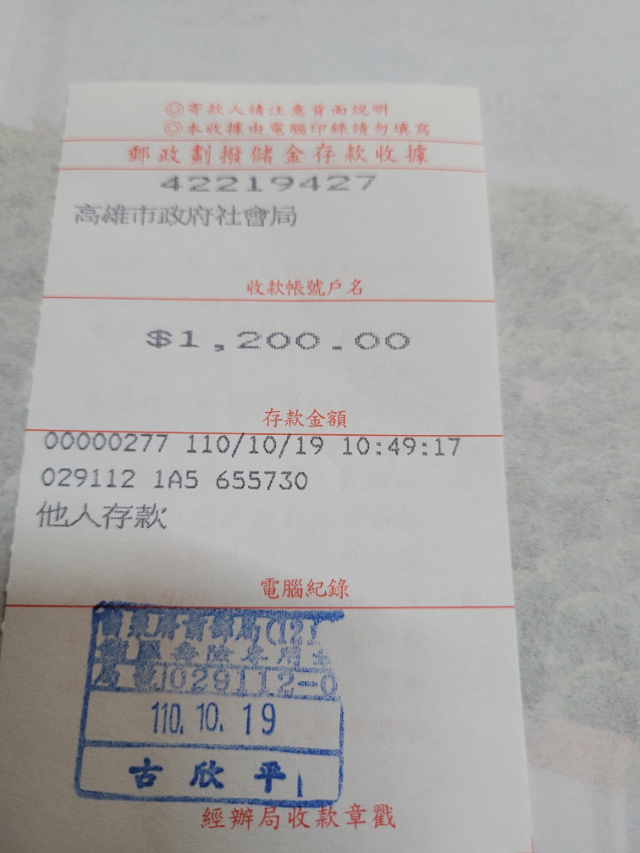 ◎寄款人請注意背面說明
◎本收據由電腦印錄請勿填寫
郵政劃撥儲金存款收據
42219427
高雄市政府社會局
收款帳號戶名
$1,200.00
存款金額
00000277 110/10/19 10:49:17
029112 1A5 655730
他人存款
電腦紀錄
029112-0
110.10.19
古欣平
經辦局收款章戳